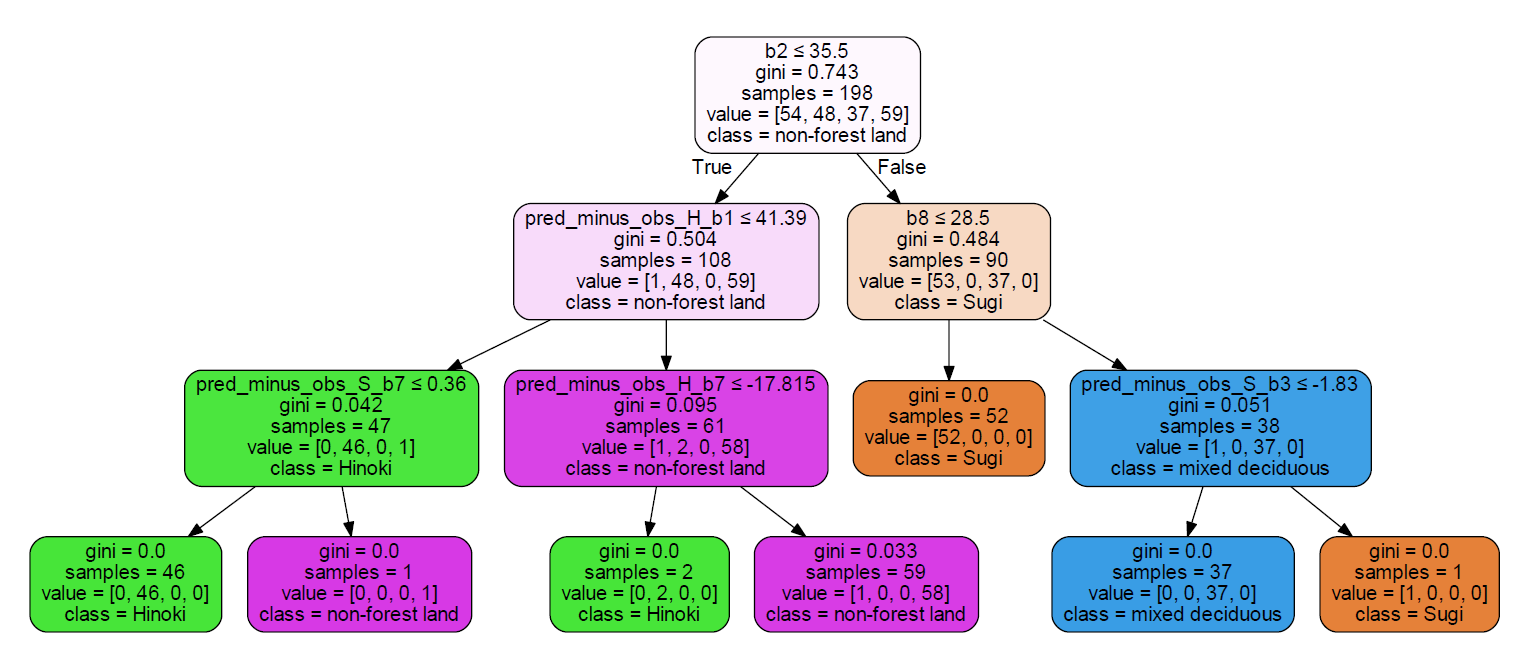 b2 ≤ 35.5
gini = 0.743
samples = 198
value = [54, 48, 37, 59]
class = non-forest land
True
False
pred_minus_obs_H_b1 ≤ 41.39
gini = 0.504
samples = 108
value = [1, 48, 0, 59]
class = non-forest land
b8 ≤ 28.5
gini = 0.484
samples = 90
value = [53, 0, 37, 0]
class = Sugi
pred_minus_obs_S_b7 ≤ 0.36
gini = 0.042
samples = 47
value = [0, 46, 0, 1]
class = Hinoki
pred_minus_obs_H_b7 ≤ -17.815
gini = 0.095
samples = 61
value = [1, 2, 0, 58]
class = non-forest land
gini = 0.0
samples = 52
value = [52, 0, 0, 0]
class = Sugi
pred_minus_obs_S_b3 ≤ -1.83
gini = 0.051
samples = 38
value = [1, 0, 37, 0]
class = mixed deciduous
gini = 0.0
samples = 46
value = [0, 46, 0, 0]
class = Hinoki
gini = 0.0
samples = 1
value = [0, 0, 0, 1]
class = non-forest land
gini = 0.0
samples = 2
value = [0, 2, 0, 0]
class = Hinoki
gini = 0.033
samples = 59
value = [1, 0, 0, 58]
class = non-forest land
gini = 0.0
samples = 37
value = [0, 0, 37, 0]
class = mixed deciduous
gini = 0.0
samples = 1
value = [1, 0, 0, 0]
class = Sugi